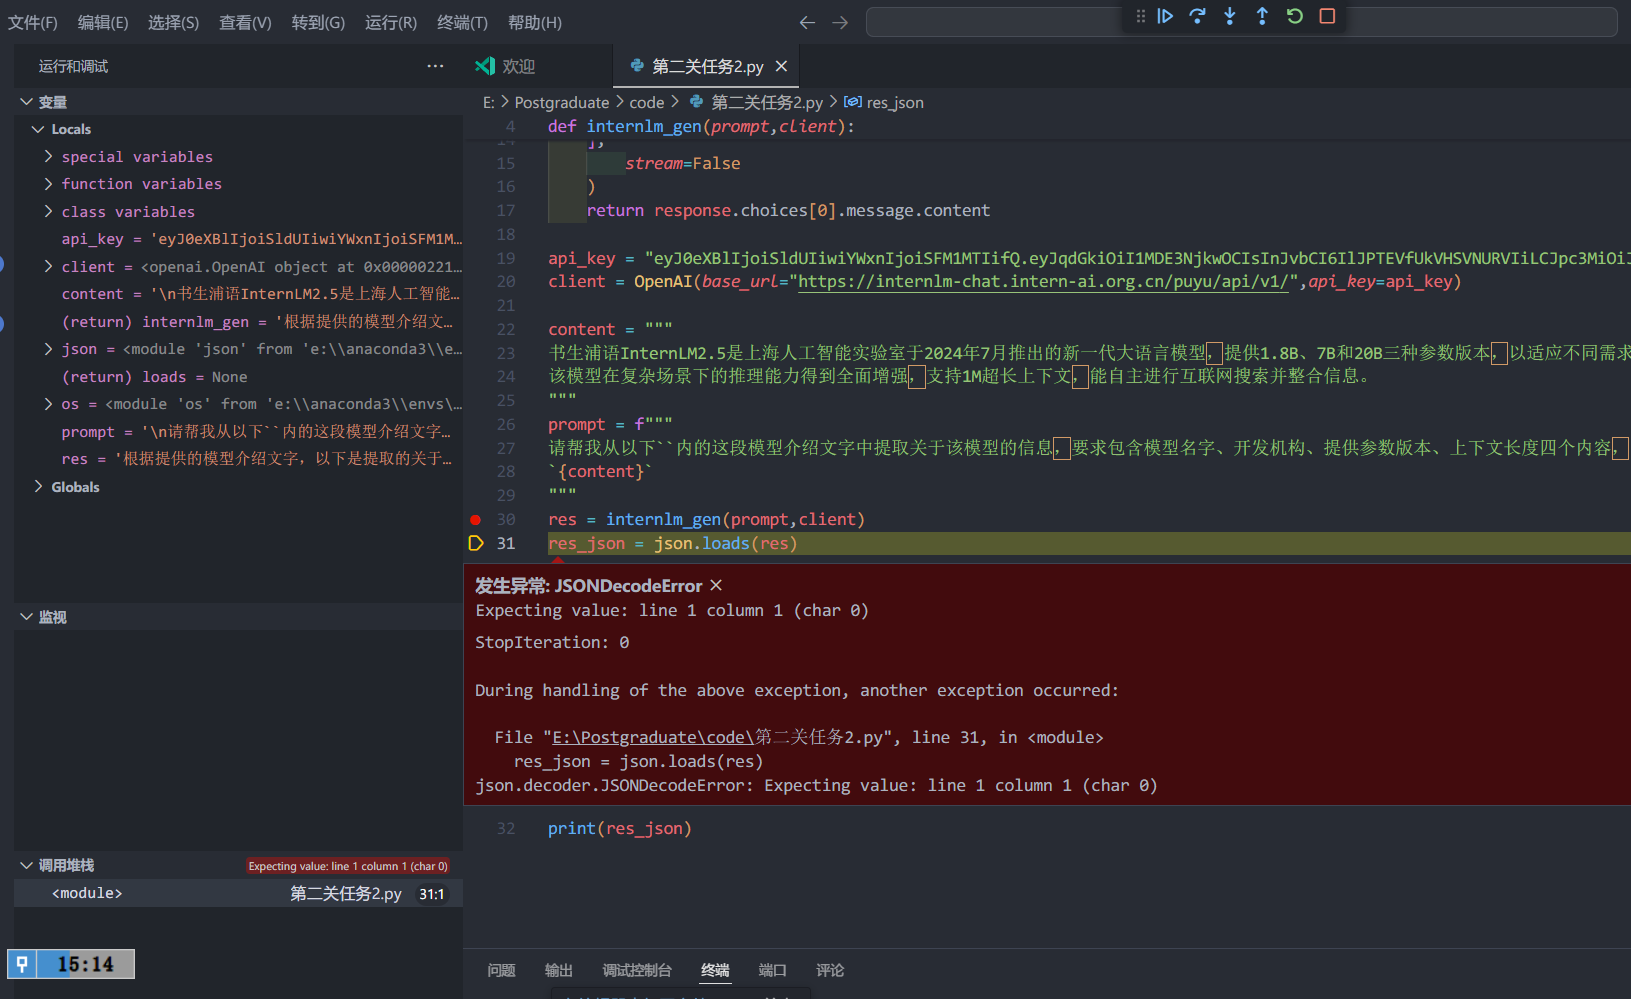 文件(F) 编辑(E) 选择(S) 查看(V) 转到(G) 运行(R) 终端(T) 帮助(H)
运行和调试
欢迎
第二关任务2.py
变量
E: > Postgraduate > code > 第二关任务2.py > res_json
Locals
special variables
function variables
class variables
api_key = 'eyJ0eXBlIjoiSldUIiwiYWxnIjoiSFM1M…
client = <openai.OpenAI object at 0x00000221…
content = '\n书生浦语InternLM2.5是上海人工智能…
(return) internlm_gen = '根据提供的模型介绍文…
json = <module 'json' from 'e:\\anaconda3\\e…
(return) loads = None
os = <module 'os' from 'e:\\anaconda3\\envs\…
prompt = '\n请帮我从以下``内的这段模型介绍文字…
res = '根据提供的模型介绍文字，以下是提取的关于…
Globals
监视
调用堆栈
Expecting value: line 1 column 1 (char 0)
<module> 第二关任务2.py 31:1
15:14
4 def internlm_gen(prompt,client):
14 ],
15 stream=False
16 )
17 return response.choices[0].message.content
18
19 api_key = "eyJ0eXBlIjoiSldUIiwiYWxnIjoiSFM1MTIifQ.eyJqdGkiOiI1MDE3NjkwOCIsInJvbCI6IlJPTEVfUkVHSVNURVIiLCJpc3MiOiJ
20 client = OpenAI(base_url="https://internlm-chat.intern-ai.org.cn/puyu/api/v1/",api_key=api_key)
21
22 content = """
23 书生浦语InternLM2.5是上海人工智能实验室于2024年7月推出的新一代大语言模型，提供1.8B、7B和20B三种参数版本，以适应不同需求
24 该模型在复杂场景下的推理能力得到全面增强，支持1M超长上下文，能自主进行互联网搜索并整合信息。
25 """
26 prompt = f"""
27 请帮我从以下``内的这段模型介绍文字中提取关于该模型的信息，要求包含模型名字、开发机构、提供参数版本、上下文长度四个内容，
28 `{content}`
29 """
30 res = internlm_gen(prompt,client)
31 res_json = json.loads(res)
发生异常: JSONDecodeError
Expecting value: line 1 column 1 (char 0)
StopIteration: 0
During handling of the above exception, another exception occurred:
File "E:\Postgraduate\code\第二关任务2.py", line 31, in <module>
res_json = json.loads(res)
json.decoder.JSONDecodeError: Expecting value: line 1 column 1 (char 0)
32 print(res_json)
问题 输出 调试控制台 终端 端口 评论